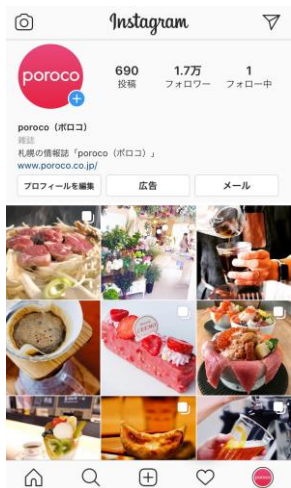 Instagram
poroco
690
1.7万
1
投稿
フォロワー
フォロー中
poroco（ポロコ）
雑誌
札幌の情報誌「poroco（ポロコ）」
www.poroco.co.jp/
プロフィールを編集
広告
メール
poroco